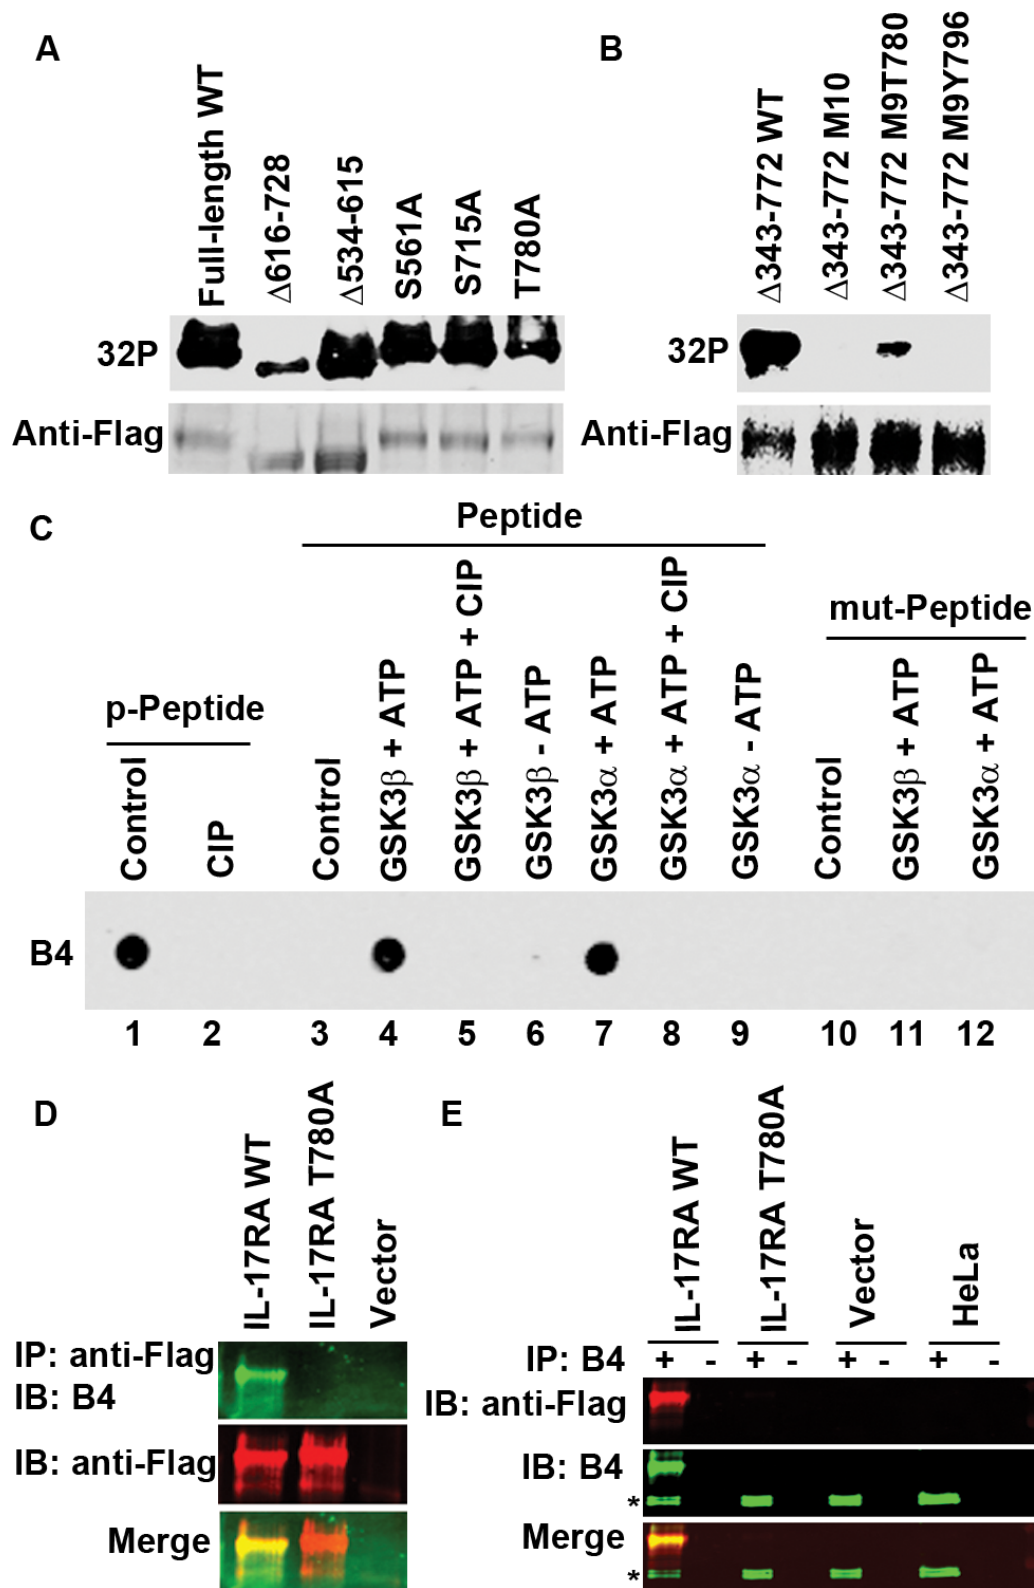 A
Full-length WT
Δ616-728
Δ534-615
S561A
S715A
T780A
32P
Anti-Flag
B
Δ343-772 WT
Δ343-772 M10
Δ343-772 M9T780
Δ343-772 M9Y796
32P
Anti-Flag
C
Peptide
p-Peptide
mut-Peptide
Control
CIP
Control
GSK3β + ATP
GSK3β + ATP + CIP
GSK3β - ATP
GSK3α + ATP
GSK3α + ATP + CIP
GSK3α - ATP
Control
GSK3β + ATP
GSK3α + ATP
B4
1 2 3 4 5 6 7 8 9 10 11 12
D
IL-17RA WT
IL-17RA T780A
Vector
IP: anti-Flag
IB: B4
IB: anti-Flag
Merge
E
IL-17RA WT
IL-17RA T780A
Vector
HeLa
IP: B4 + - + - + - + -
IB: anti-Flag
IB: B4
*
Merge
*